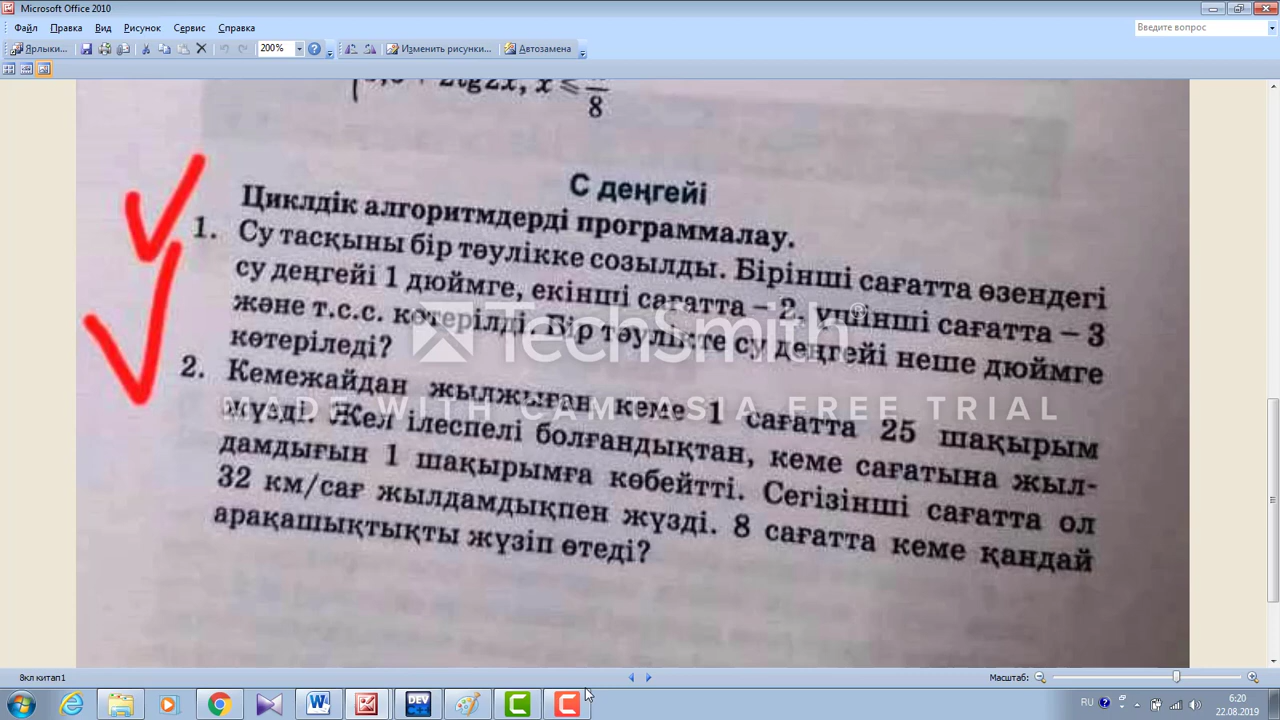 Microsoft Office 2010
Файл Правка Вид Рисунок Сервис Справка
Введите вопрос
Ярлыки... 200% Изменить рисунки... Автозамена
8
С деңгейі
Циклдік алгоритмдерді программалау.
1. Су тасқыны бір тәулікке созылды. Бірінші сағатта өзендегі
су деңгейі 1 дюймге, екінші сағатта – 2, үшінші сағатта – 3
және т.с.с. көтерілді. Бір тәулікте су деңгейі неше дюймге
көтеріледі?
2. Кемежайдан жылжыған кеме 1 сағатта 25 шақырым
жүзді. Жел ілеспелі болғандықтан, кеме сағатына жыл-
дамдығын 1 шақырымға көбейтті. Сегізінші сағатта ол
32 км/сағ жылдамдықпен жүзді. 8 сағатта кеме қандай
арақашықтықты жүзіп өтеді?
TechSmith®
MADE WITH CAMTASIA FREE TRIAL
8кл китап1
Масштаб:
DEV
RU
6:20
22.08.2019